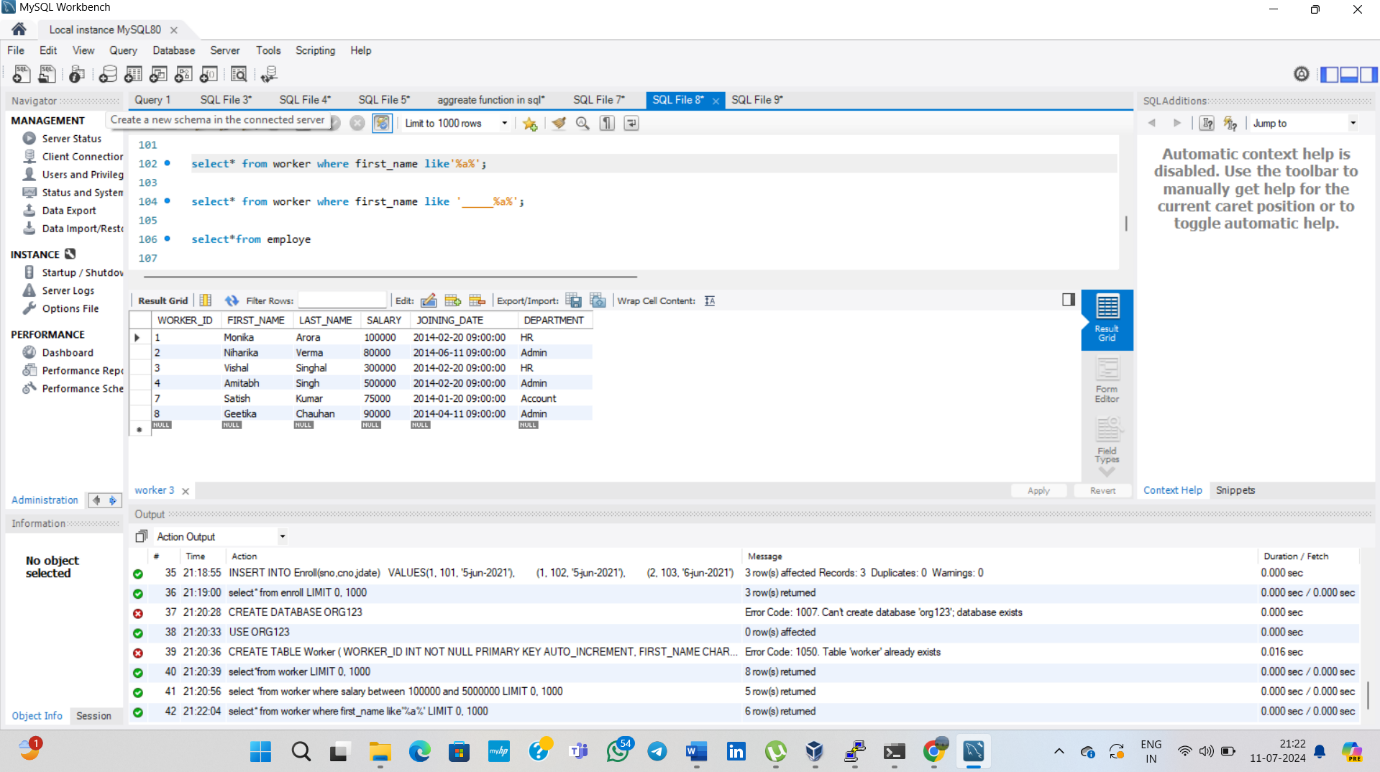 MySQL Workbench
Local instance MySQL80
File Edit View Query Database Server Tools Scripting Help
Navigator
Query 1 SQL File 3* SQL File 4* SQL File 5* aggreate function in sql* SQL File 7* SQL File 8* SQL File 9*
SQLAdditions
MANAGEMENT
Create a new schema in the connected server
Limit to 1000 rows
Jump to
Server Status
Client Connection
Users and Privileg
Status and System
Data Export
Data Import/Resto
INSTANCE
Startup / Shutdow
Server Logs
Options File
PERFORMANCE
Dashboard
Performance Repo
Performance Sche
101
102 select* from worker where first_name like'%a%';
103
104 select* from worker where first_name like '_____%a%';
105
106 select*from employe
107
Automatic context help is
disabled. Use the toolbar to
manually get help for the
current caret position or to
toggle automatic help.
Result Grid Filter Rows: Edit: Export/Import: Wrap Cell Content:
WORKER_ID FIRST_NAME LAST_NAME SALARY JOINING_DATE DEPARTMENT
1 Monika Arora 100000 2014-02-20 09:00:00 HR
2 Niharika Verma 80000 2014-06-11 09:00:00 Admin
3 Vishal Singhal 300000 2014-02-20 09:00:00 HR
4 Amitabh Singh 500000 2014-02-20 09:00:00 Admin
7 Satish Kumar 75000 2014-01-20 09:00:00 Account
8 Geetika Chauhan 90000 2014-04-11 09:00:00 Admin
NULL NULL NULL NULL NULL NULL
Result
Grid
Form
Editor
Field
Types
worker 3
Apply Revert
Context Help Snippets
Administration
Information
No object
selected
Object Info Session
Output
Action Output
# Time Action Message Duration / Fetch
35 21:18:55 INSERT INTO Enroll(sno,cno,jdate) VALUES(1, 101, '5-jun-2021'), (1, 102, '5-jun-2021'), (2, 103, '6-jun-2021') 3 row(s) affected Records: 3 Duplicates: 0 Warnings: 0 0.000 sec
36 21:19:00 select* from enroll LIMIT 0, 1000 3 row(s) returned 0.000 sec / 0.000 sec
37 21:20:28 CREATE DATABASE ORG123 Error Code: 1007. Can't create database 'org123'; database exists 0.000 sec
38 21:20:33 USE ORG123 0 row(s) affected 0.000 sec
39 21:20:36 CREATE TABLE Worker ( WORKER_ID INT NOT NULL PRIMARY KEY AUTO_INCREMENT, FIRST_NAME CHAR... Error Code: 1050. Table 'worker' already exists 0.016 sec
40 21:20:39 select*from worker LIMIT 0, 1000 8 row(s) returned 0.000 sec / 0.000 sec
41 21:20:56 select *from worker where salary between 100000 and 5000000 LIMIT 0, 1000 5 row(s) returned 0.000 sec / 0.000 sec
42 21:22:04 select* from worker where first_name like'%a%' LIMIT 0, 1000 6 row(s) returned 0.000 sec / 0.000 sec
1
myhp
54
ENG
IN
21:22
11-07-2024
PRE